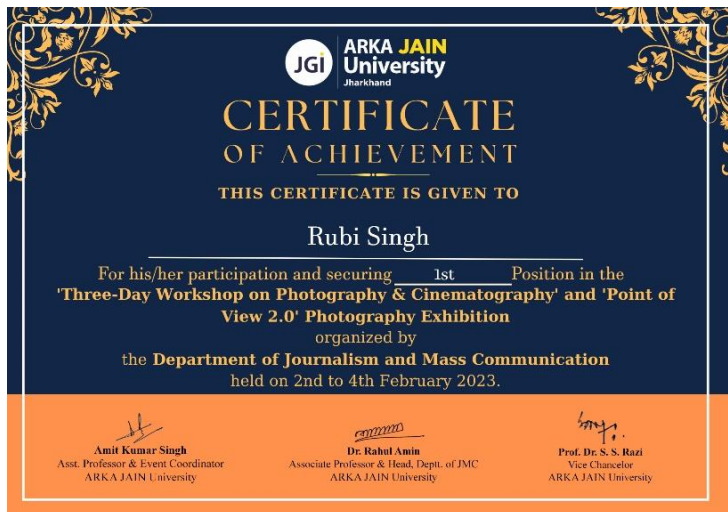 JGi
ARKA JAIN
University
Jharkhand
CERTIFICATE
OF ACHIEVEMENT
THIS CERTIFICATE IS GIVEN TO
Rubi Singh
For his/her participation and securing 1st Position in the
'Three-Day Workshop on Photography & Cinematography' and 'Point of
View 2.0' Photography Exhibition
organized by
the Department of Journalism and Mass Communication
held on 2nd to 4th February 2023.
Amit Kumar Singh
Asst. Professor & Event Coordinator
ARKA JAIN University
Dr. Rahul Amin
Associate Professor & Head, Deptt. of JMC
ARKA JAIN University
Prof. Dr. S. S. Razi
Vice Chancelor
ARKA JAIN University